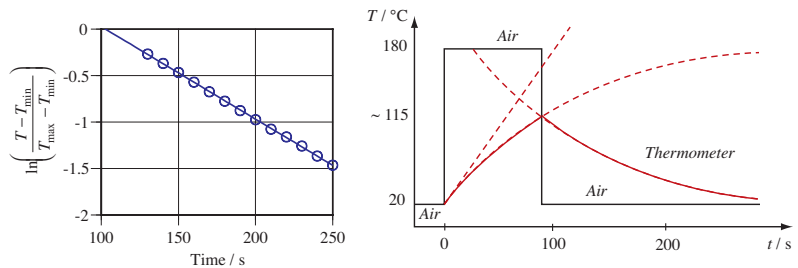 0
-0.5
-1
-1.5
-2
ln(T − Tmin / Tmax − Tmin)
100 150 200 250
Time / s
T / °C
180
~ 115
20
Air
Air
Air
Thermometer
0 100 200 t / s